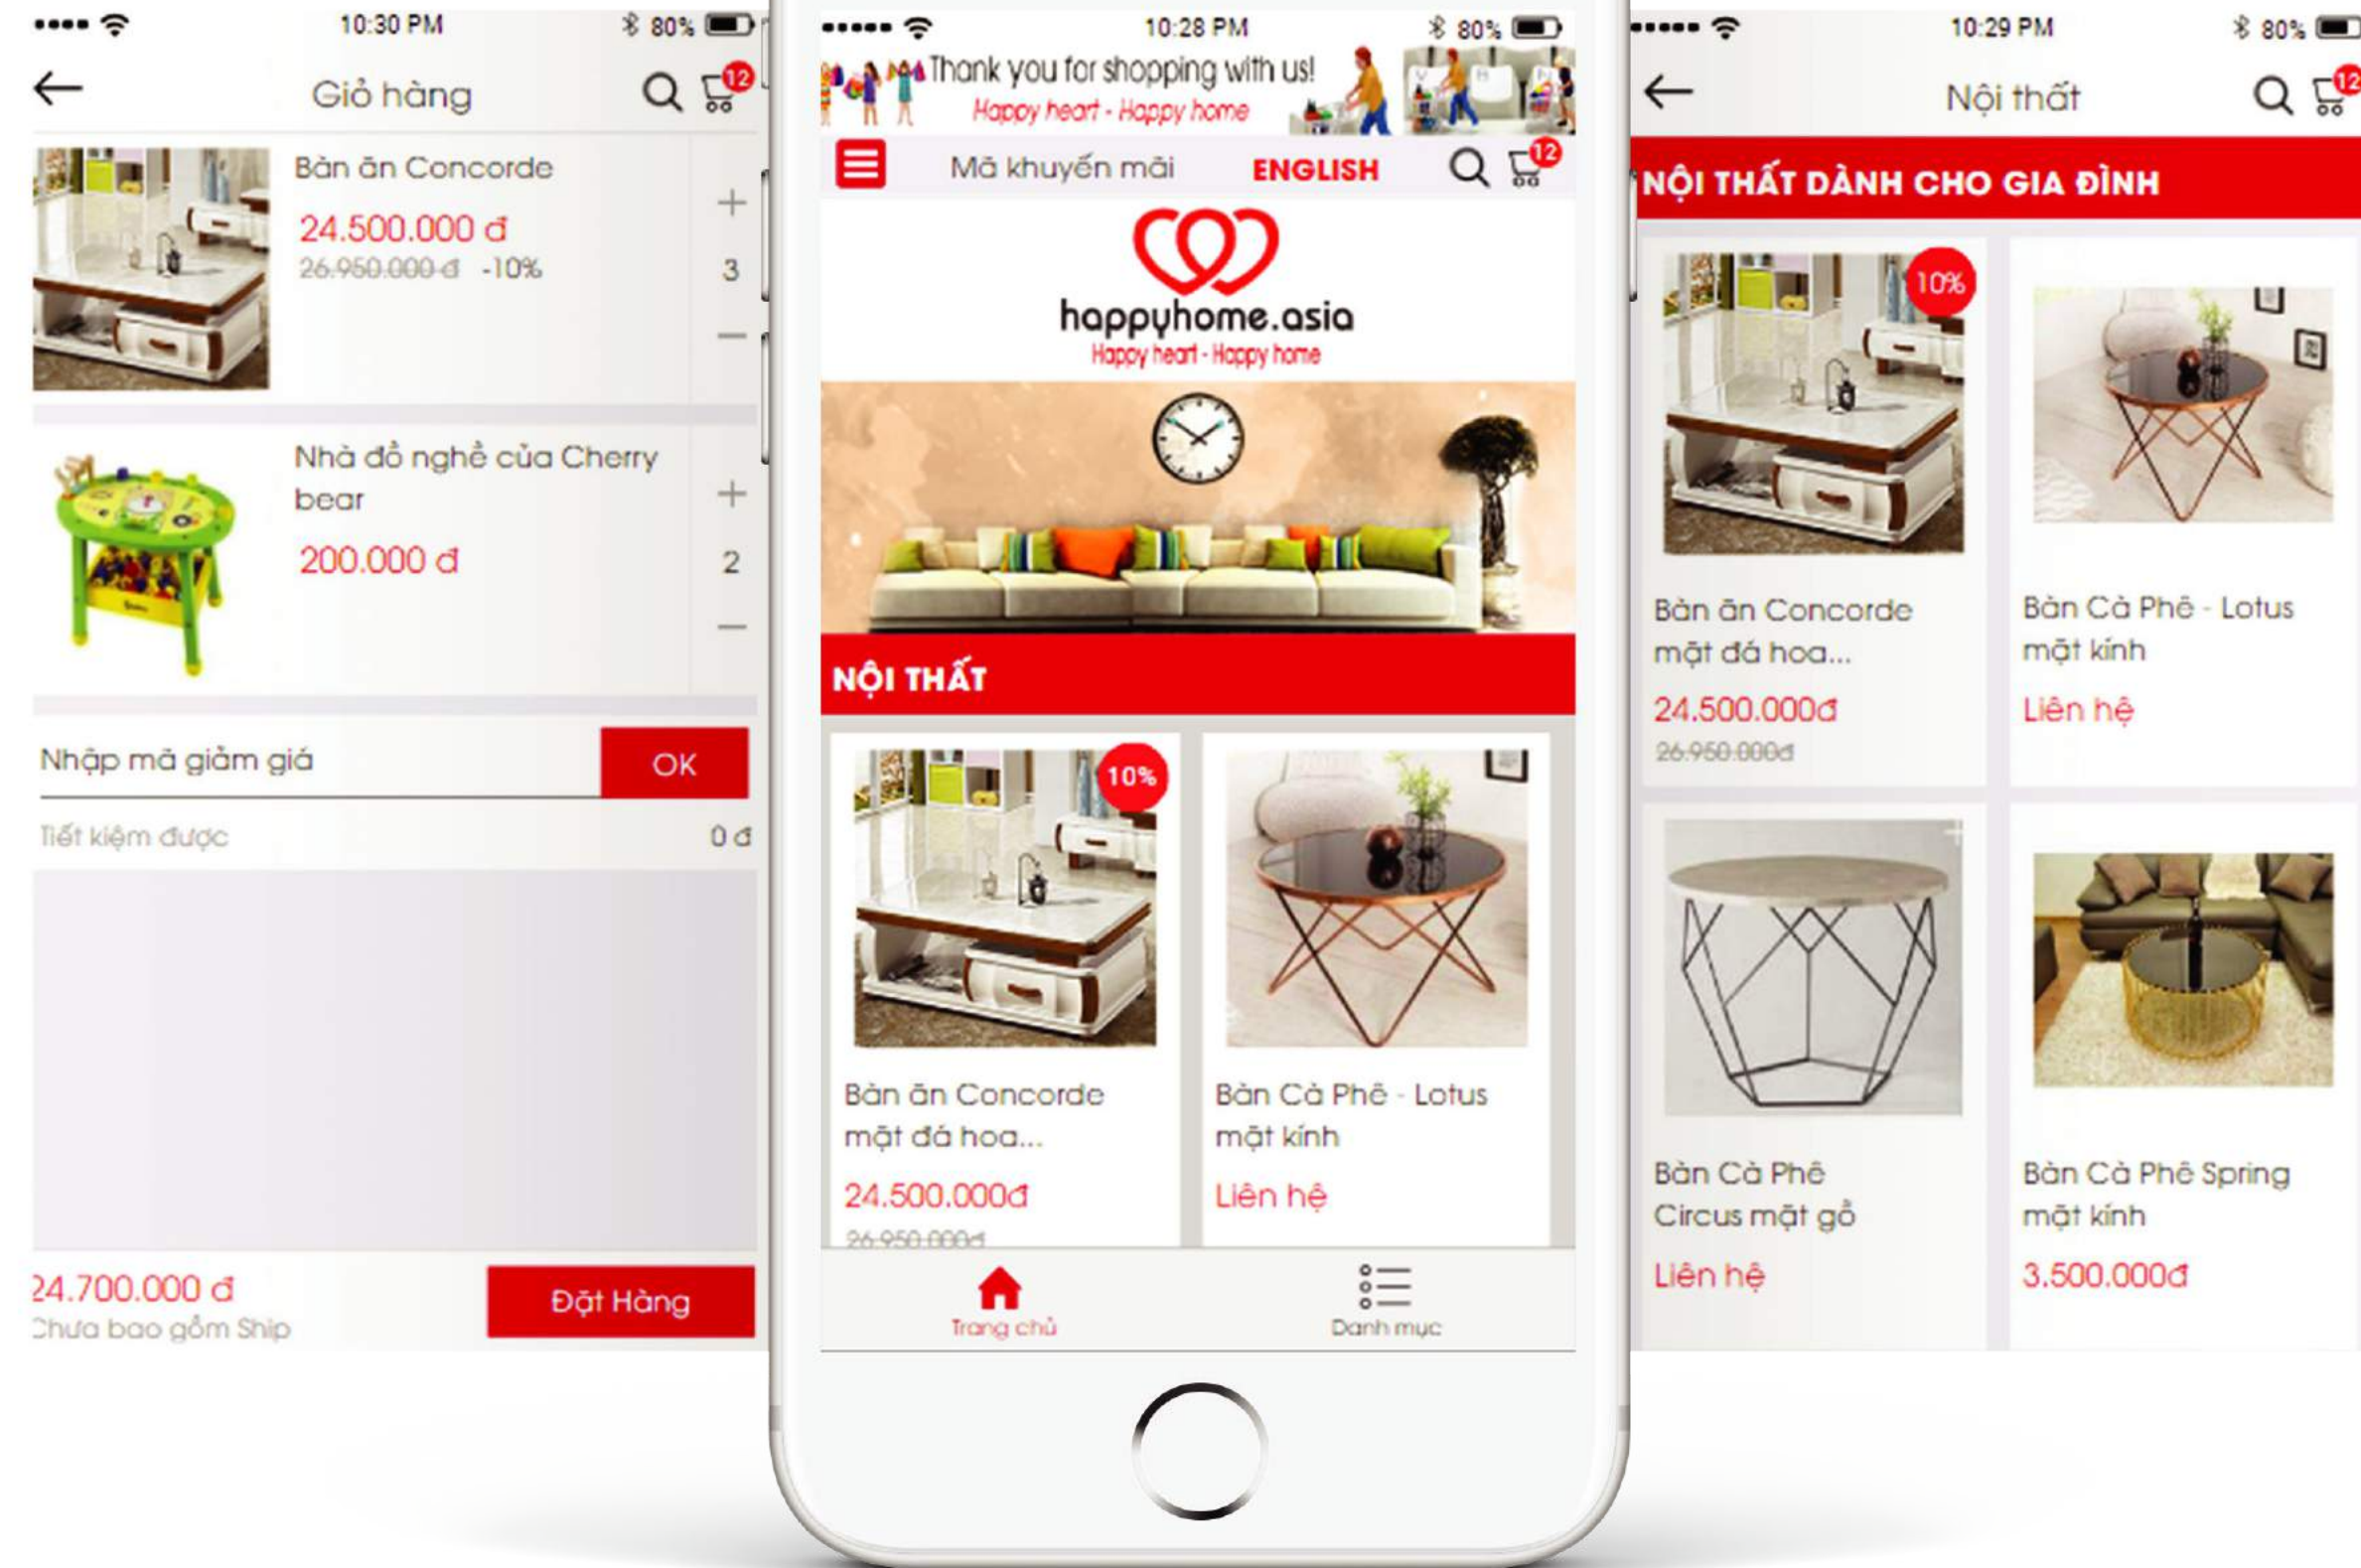 10:30 PM
80%
Giỏ hàng
12
Bàn ăn Concorde
24.500.000 đ
26.950.000 đ -10%
+
3
—
Nhà đồ nghề của Cherry
bear
200.000 đ
+
2
—
Nhập mã giảm giá
OK
Tiết kiệm được
0 đ
24.700.000 đ
Chưa bao gồm Ship
Đặt Hàng
10:28 PM
80%
Thank you for shopping with us!
Happy heart - Happy home
Mã khuyến mãi
ENGLISH
12
happyhome.asia
Happy heart - Happy home
NỘI THẤT
10%
Bàn ăn Concorde
mặt đá hoa...
24.500.000đ
26.950.000đ
Bàn Cà Phê - Lotus
mặt kính
Liên hệ
Trang chủ
Danh mục
10:29 PM
80%
Nội thất
12
NỘI THẤT DÀNH CHO GIA ĐÌNH
10%
Bàn ăn Concorde
mặt đá hoa...
24.500.000đ
26.950.000đ
Bàn Cà Phê - Lotus
mặt kính
Liên hệ
Bàn Cà Phê
Circus mặt gỗ
Liên hệ
Bàn Cà Phê Spring
mặt kính
3.500.000đ